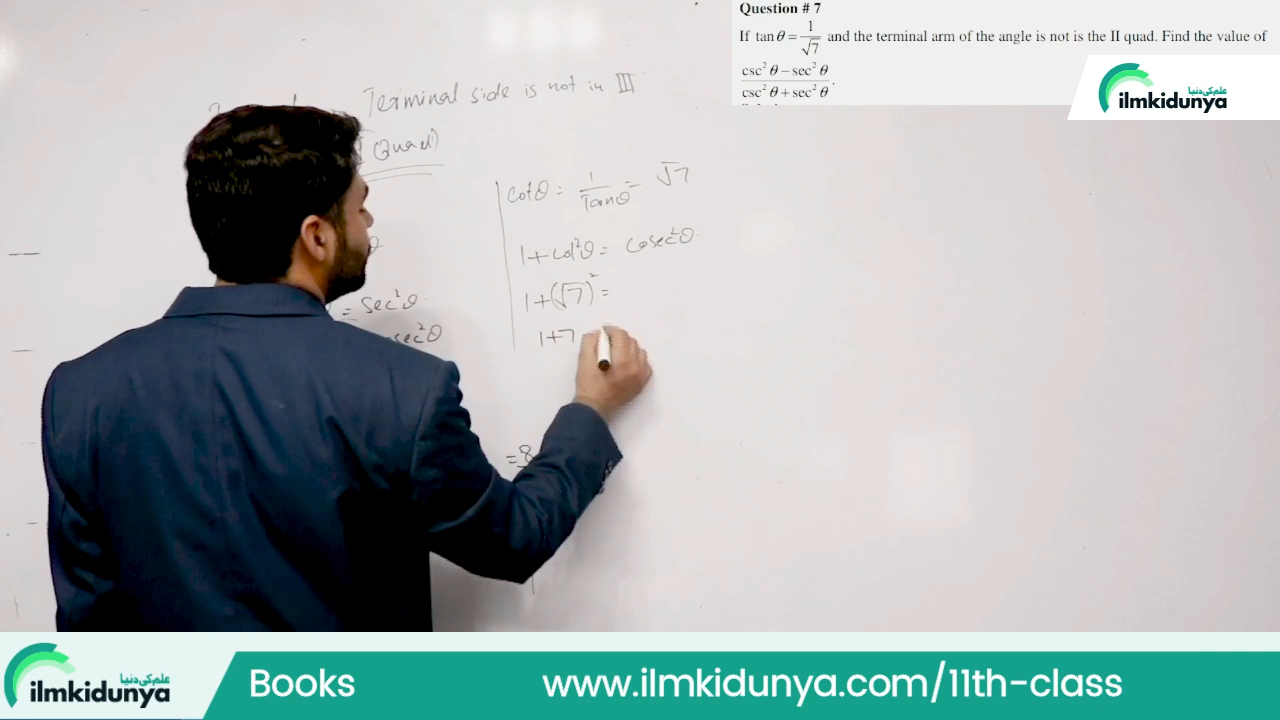 Question # 7
If tan θ = 1/√7 and the terminal arm of the angle is not is the II quad. Find the value of
csc² θ − sec² θ / csc² θ + sec² θ .
علم کی دنیا
ilmkidunya
Terminal side is not in III
Quad
cotθ = 1/Tanθ = √7
1 + cot²θ = cosec²θ
1 + (√7)² =
1+7
= sec²θ
sec²θ
= 8
علم کی دنیا
ilmkidunya
Books
www.ilmkidunya.com/11th-class